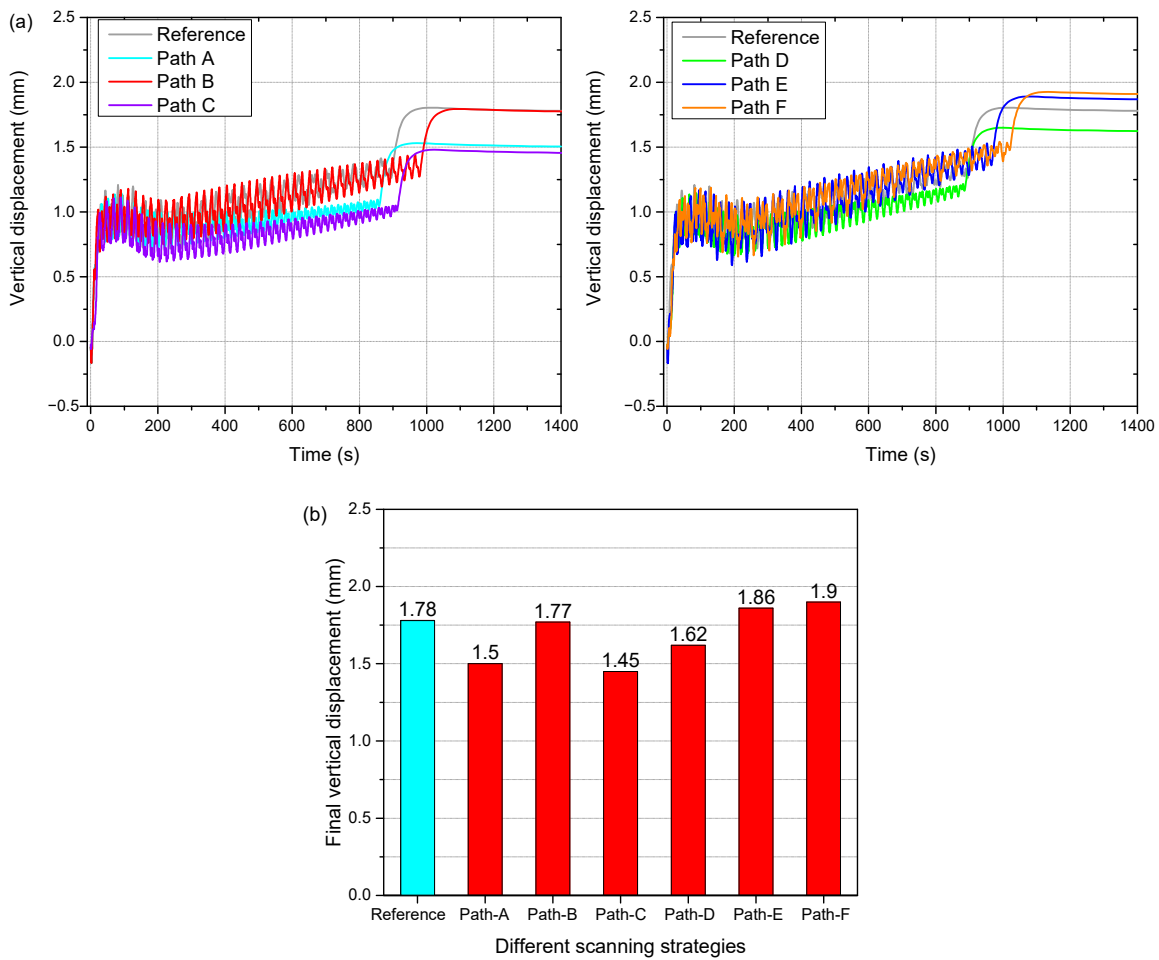 (a)
2.5
2.0
1.5
1.0
0.5
0.0
−0.5
Vertical displacement (mm)
Reference
Path A
Path B
Path C
0 200 400 600 800 1000 1200 1400
Time (s)
2.5
2.0
1.5
1.0
0.5
0.0
−0.5
Vertical displacement (mm)
Reference
Path D
Path E
Path F
0 200 400 600 800 1000 1200 1400
Time (s)
(b)
2.5
2.0
1.5
1.0
0.5
0.0
Final vertical displacement (mm)
1.78 1.5 1.77 1.45 1.62 1.86 1.9
Reference Path-A Path-B Path-C Path-D Path-E Path-F
Different scanning strategies